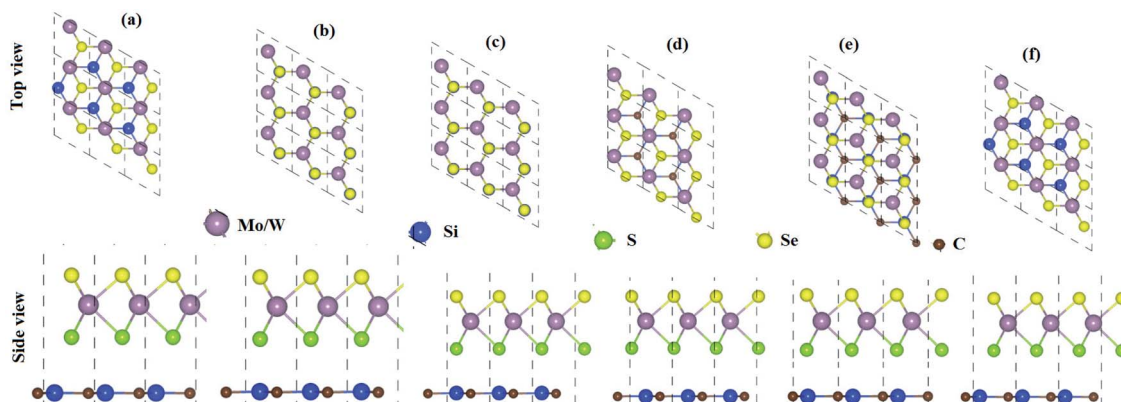 (a)
(b)
(c)
(d)
(e)
(f)
Top view
Mo/W
Si
S
Se
C
Side view